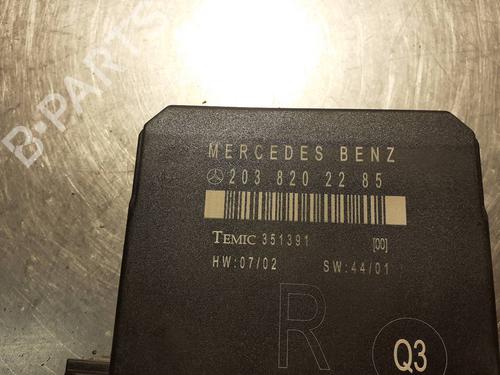 B-PARTS
MERCEDES BENZ
203 820 22 85
TEMIC 351391 [00]
HW:07/02 SW:44/01
R
Q3